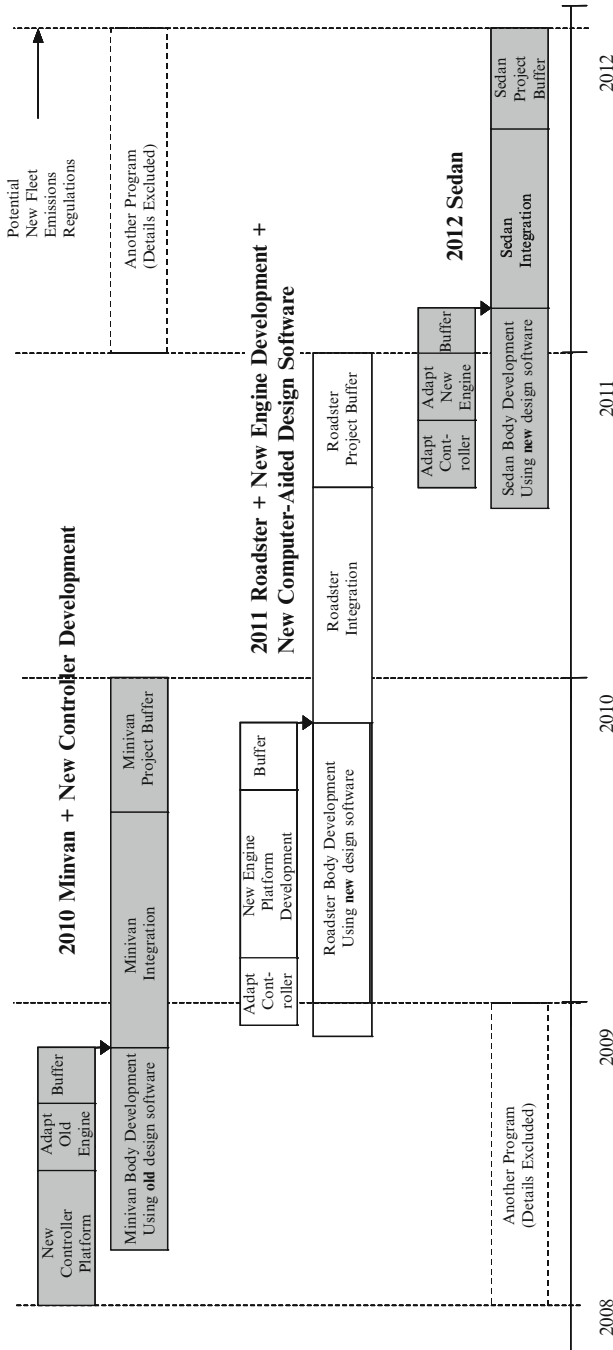 Potential
New Fleet
Emissions
Regulations
Another Program
(Details Excluded)
2010 Minvan + New Controller Development
New
Controller
Platform
Adapt
Old
Engine
Buffer
Minivan Body Development
Using old design software
Minivan
Integration
Minivan
Project Buffer
2011 Roadster + New Engine Development +
New Computer-Aided Design Software
Adapt
Cont-
roller
New Engine
Platform
Development
Buffer
Roadster Body Development
Using new design software
Roadster
Integration
Roadster
Project Buffer
2012 Sedan
Adapt
Cont-
roller
Adapt
New
Engine
Buffer
Sedan Body Development
Using new design software
Sedan
Integration
Sedan
Project
Buffer
Another Program
(Details Excluded)
2008
2009
2010
2011
2012